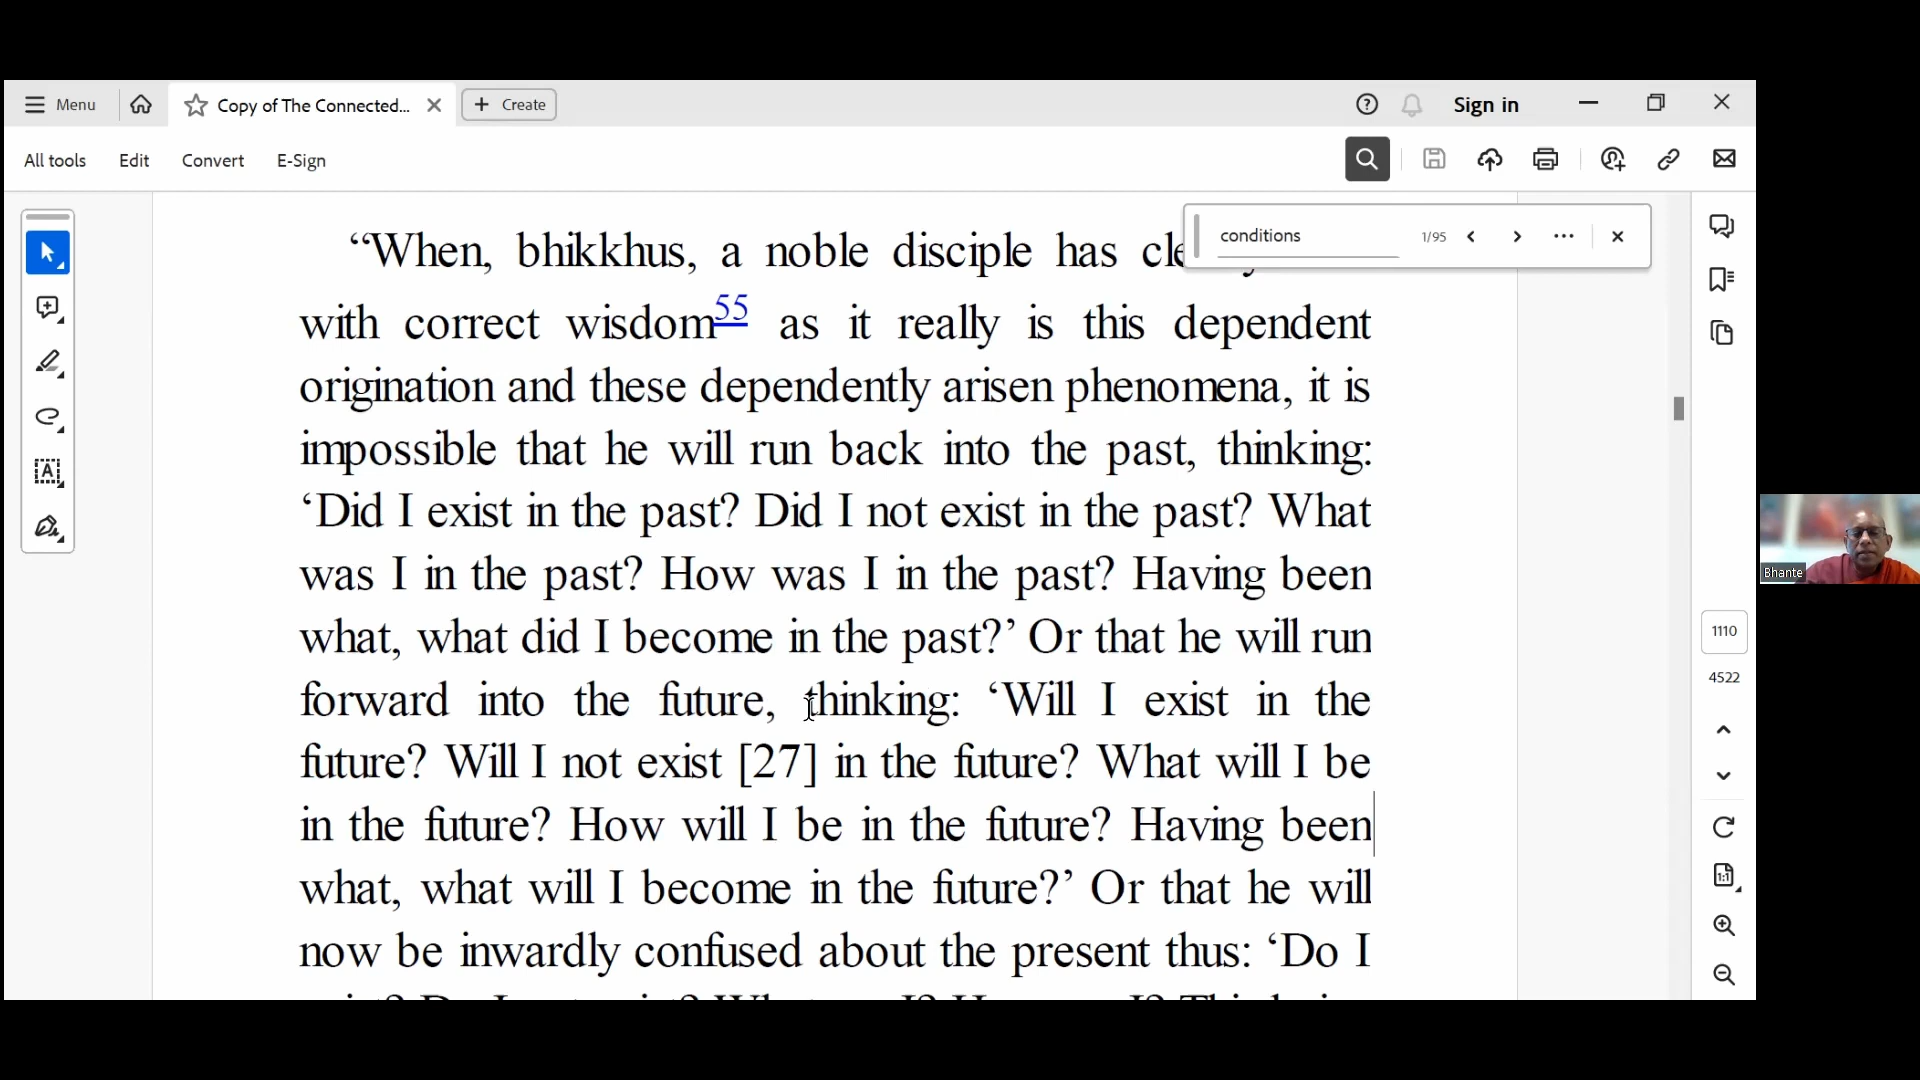 Menu
Copy of The Connected...
Create
Sign in
All tools
Edit
Convert
E-Sign
conditions
1/95
“When, bhikkhus, a noble disciple has
with correct wisdom55 as it really is this dependent
origination and these dependently arisen phenomena, it is
impossible that he will run back into the past, thinking:
‘Did I exist in the past? Did I not exist in the past? What
was I in the past? How was I in the past? Having been
what, what did I become in the past?’ Or that he will run
forward into the future, thinking: ‘Will I exist in the
future? Will I not exist [27] in the future? What will I be
in the future? How will I be in the future? Having been
what, what will I become in the future?’ Or that he will
now be inwardly confused about the present thus: ‘Do I
Bhante
1110
4522